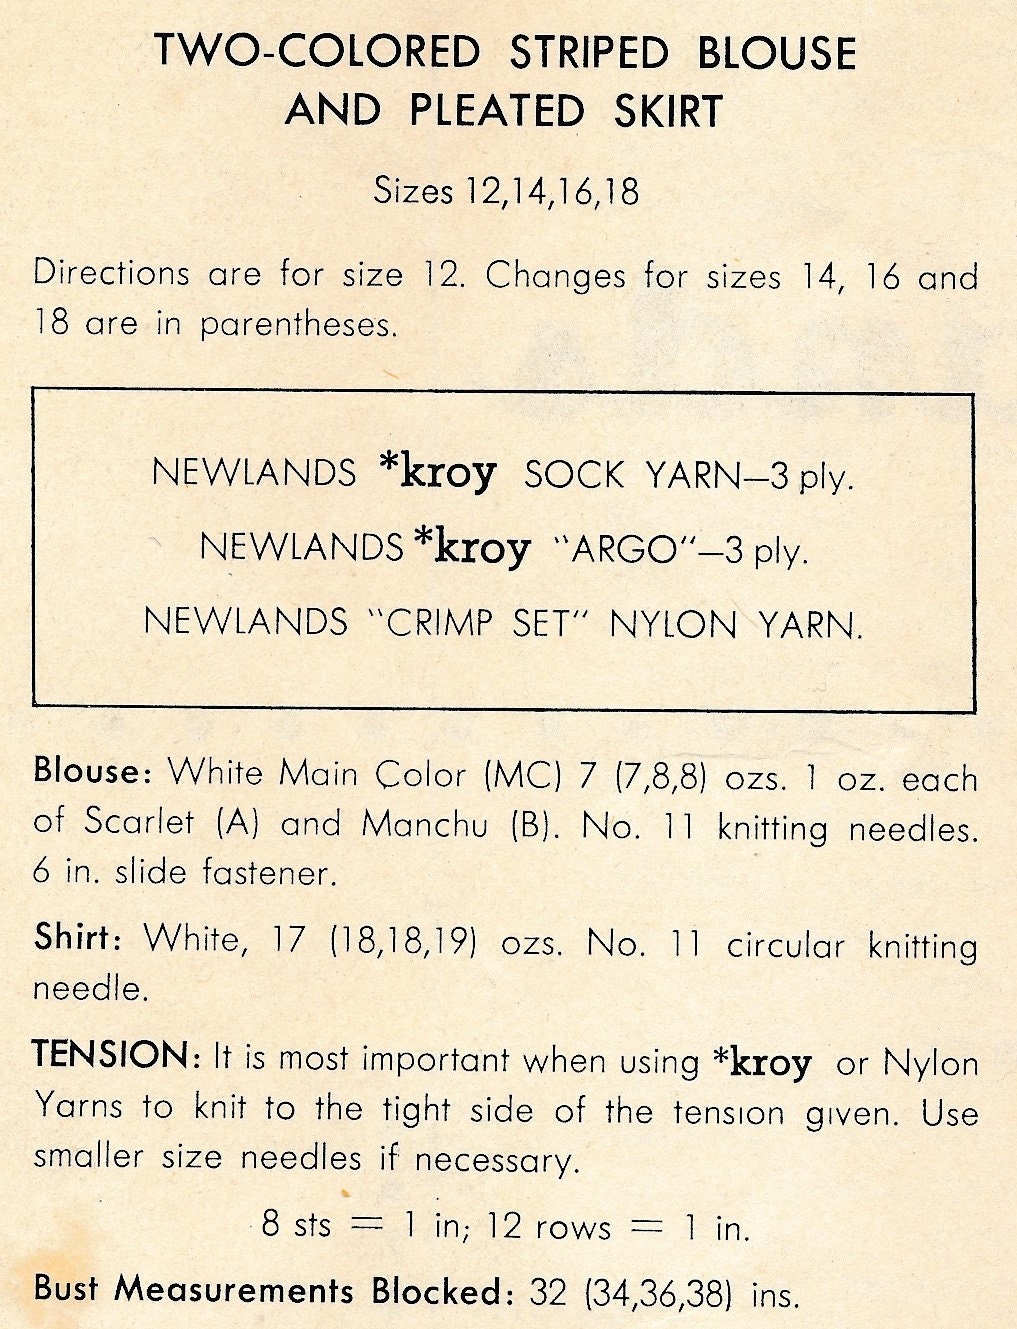 TWO-COLORED STRIPED BLOUSE
AND PLEATED SKIRT
Sizes 12,14,16,18
Directions are for size 12. Changes for sizes 14, 16 and
18 are in parentheses.
NEWLANDS *kroy SOCK YARN—3 ply.
NEWLANDS *kroy "ARGO"—3 ply.
NEWLANDS "CRIMP SET" NYLON YARN.
Blouse: White Main Color (MC) 7 (7,8,8) ozs. 1 oz. each
of Scarlet (A) and Manchu (B). No. 11 knitting needles.
6 in. slide fastener.
Shirt: White, 17 (18,18,19) ozs. No. 11 circular knitting
needle.
TENSION: It is most important when using *kroy or Nylon
Yarns to knit to the tight side of the tension given. Use
smaller size needles if necessary.
8 sts = 1 in; 12 rows = 1 in.
Bust Measurements Blocked: 32 (34,36,38) ins.